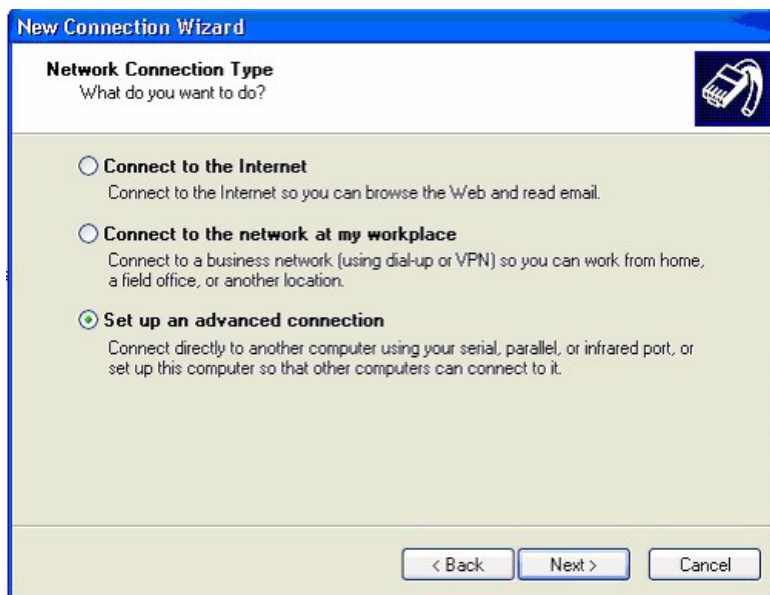 New Connection Wizard
Network Connection Type
What do you want to do?
Connect to the Internet
Connect to the Internet so you can browse the Web and read email.
Connect to the network at my workplace
Connect to a business network (using dial-up or VPN) so you can work from home,
a field office, or another location.
Set up an advanced connection
Connect directly to another computer using your serial, parallel, or infrared port, or
set up this computer so that other computers can connect to it.
< Back
Next >
Cancel